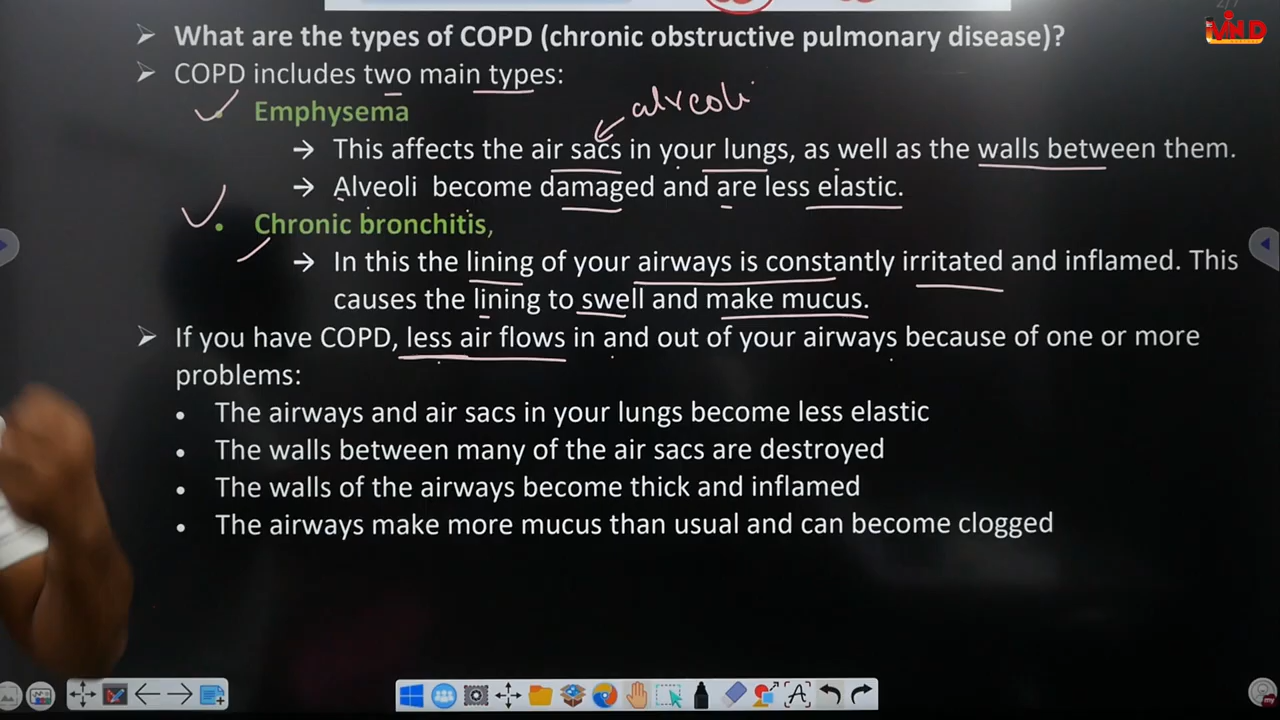 ➢ What are the types of COPD (chronic obstructive pulmonary disease)?
➢ COPD includes two main types:
alveoli
• Emphysema
→ This affects the air sacs in your lungs, as well as the walls between them.
→ Alveoli become damaged and are less elastic.
• Chronic bronchitis,
→ In this the lining of your airways is constantly irritated and inflamed. This
causes the lining to swell and make mucus.
➢ If you have COPD, less air flows in and out of your airways because of one or more
problems:
• The airways and air sacs in your lungs become less elastic
• The walls between many of the air sacs are destroyed
• The walls of the airways become thick and inflamed
• The airways make more mucus than usual and can become clogged